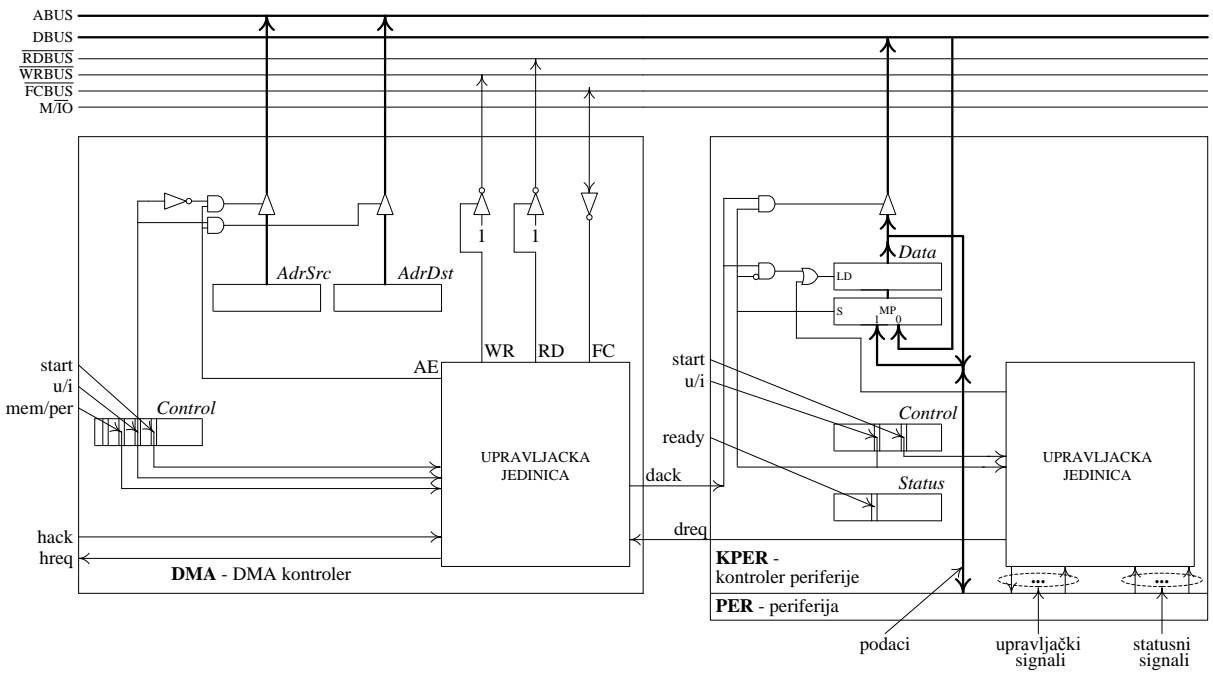 ABUS
DBUS
RDBUS
WRBUS
FCBUS
M/IO
1
1
AdrSrc
AdrDst
AE
WR
RD
FC
start
u/i
mem/per
Control
UPRAVLJACKA
JEDINICA
hack
hreq
DMA - DMA kontroler
dack
dreq
Data
LD
S
MP
1
0
start
u/i
ready
Control
Status
UPRAVLJACKA
JEDINICA
KPER -
kontroler periferije
...
...
PER - periferija
podaci
upravljački
signali
statusni
signali